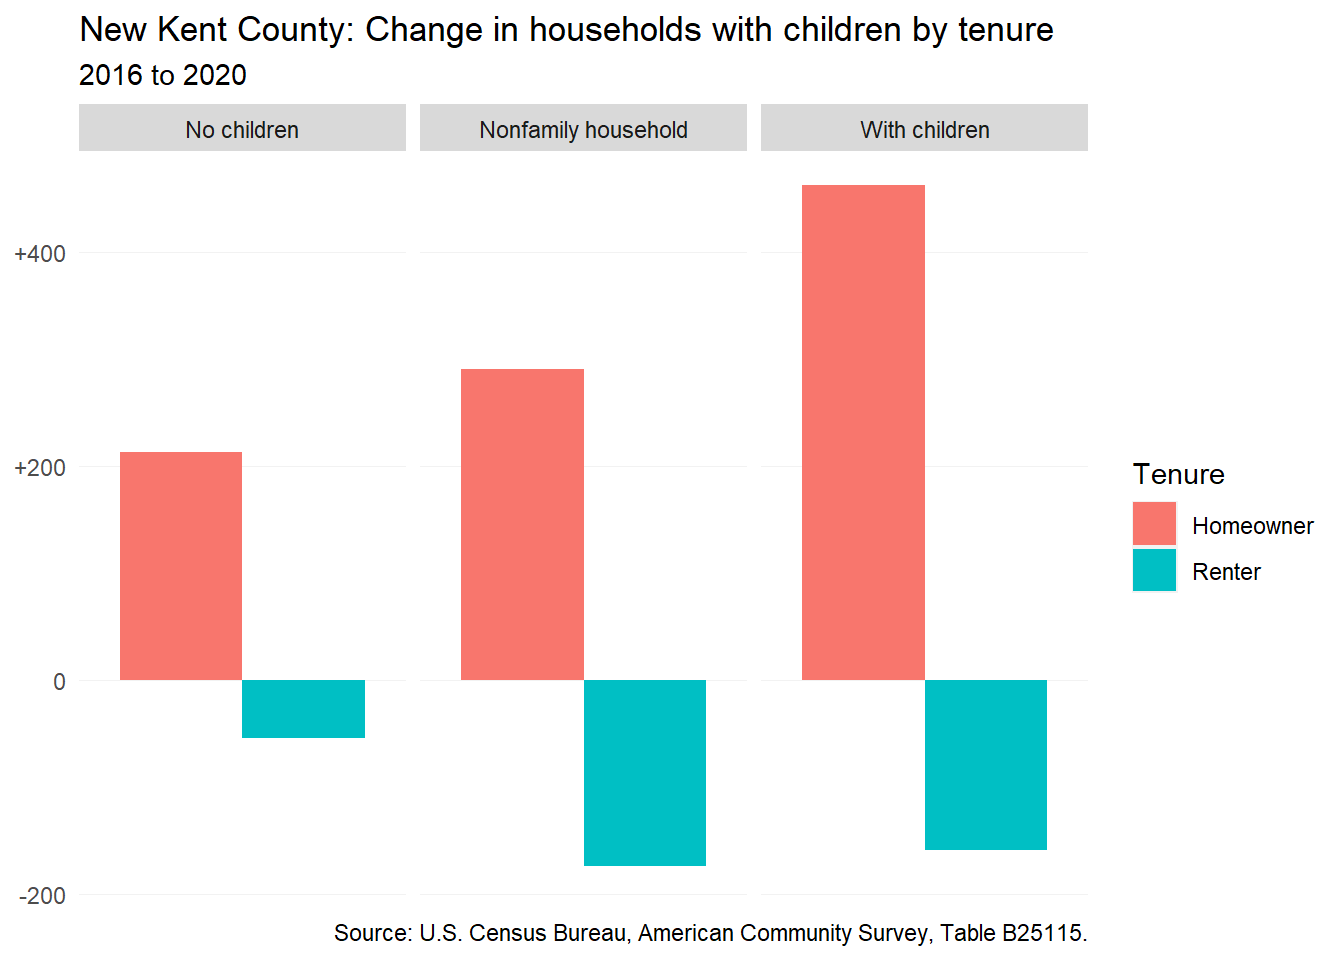 New Kent County: Change in households with children by tenure
2016 to 2020
No children
Nonfamily household
With children
+400
+200
0
-200
Tenure
Homeowner
Renter
Source: U.S. Census Bureau, American Community Survey, Table B25115.